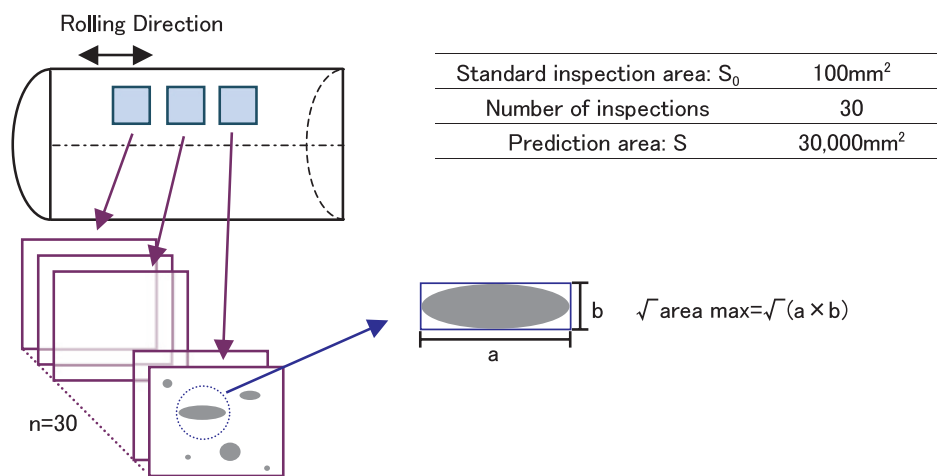 Rolling Direction
Standard inspection area: S₀ 100mm²
Number of inspections 30
Prediction area: S 30,000mm²
b √area max=√(a×b)
a
n=30